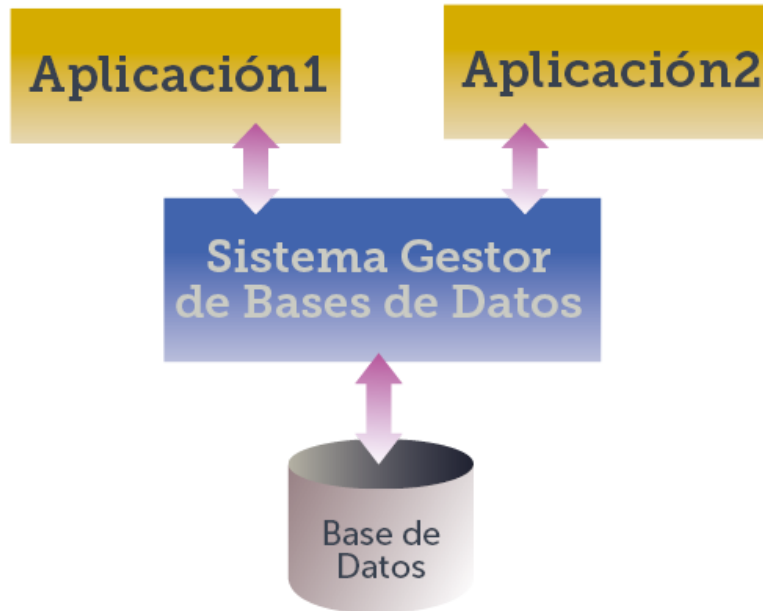 Aplicación1
Aplicación2
Sistema Gestor
de Bases de Datos
Base de
Datos